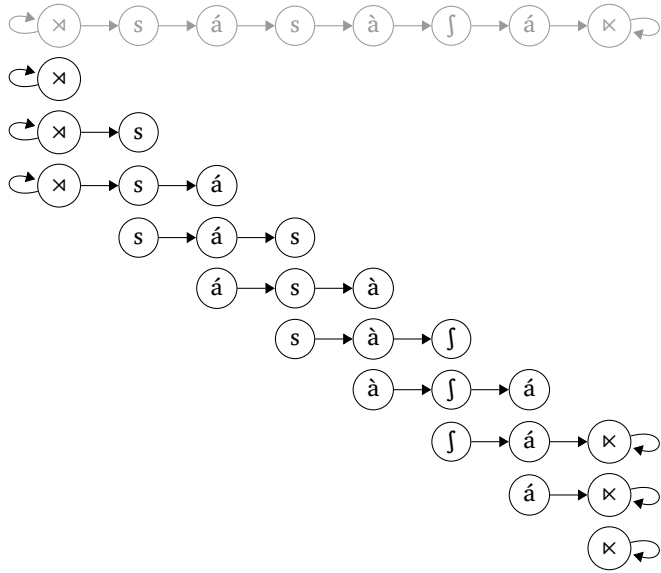 ⋊ s á s à ʃ á ⋉
⋊
⋊ s
⋊ s á
s á s
á s à
s à ʃ
à ʃ á
ʃ á ⋉
á ⋉
⋉